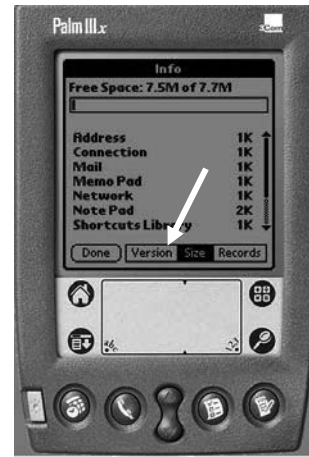 Palm IIIx
3Com
Info
Free Space: 7.5M of 7.7M
Address 1K
Connection 1K
Mail 1K
Memo Pad 1K
Network 1K
Note Pad 2K
Shortcuts Library 1K
Done Version Size Records